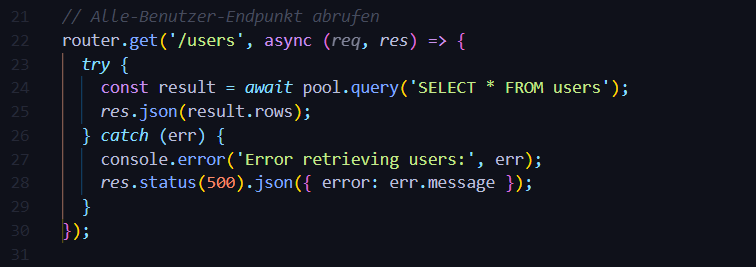 21 // Alle-Benutzer-Endpunkt abrufen
22 router.get('/users', async (req, res) => {
23 try {
24 const result = await pool.query('SELECT * FROM users');
25 res.json(result.rows);
26 } catch (err) {
27 console.error('Error retrieving users:', err);
28 res.status(500).json({ error: err.message });
29 }
30 });
31